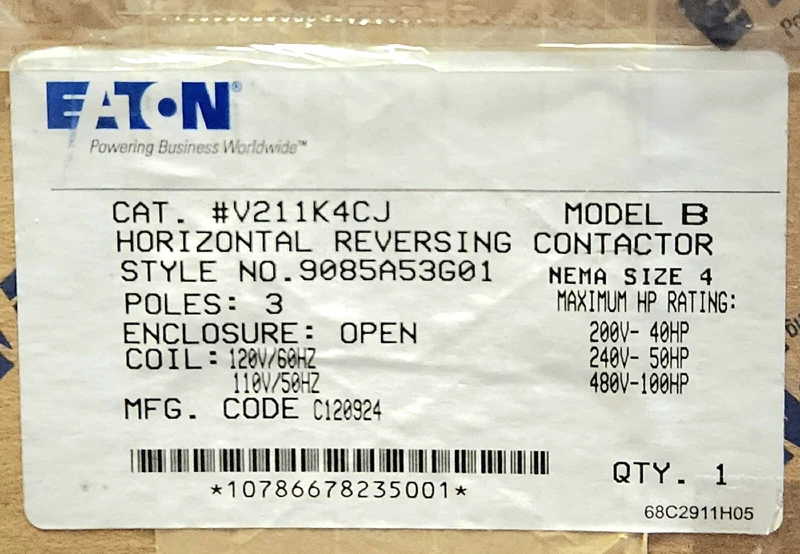 EATON®
Powering Business Worldwide™
CAT. #V211K4CJ MODEL B
HORIZONTAL REVERSING CONTACTOR
STYLE NO.9085A53G01 NEMA SIZE 4
POLES: 3 MAXIMUM HP RATING:
ENCLOSURE: OPEN 200V- 40HP
COIL: 120V/60HZ 240V- 50HP
110V/50HZ 480V-100HP
MFG. CODE C120924
*10786678235001* QTY. 1
68C2911H05